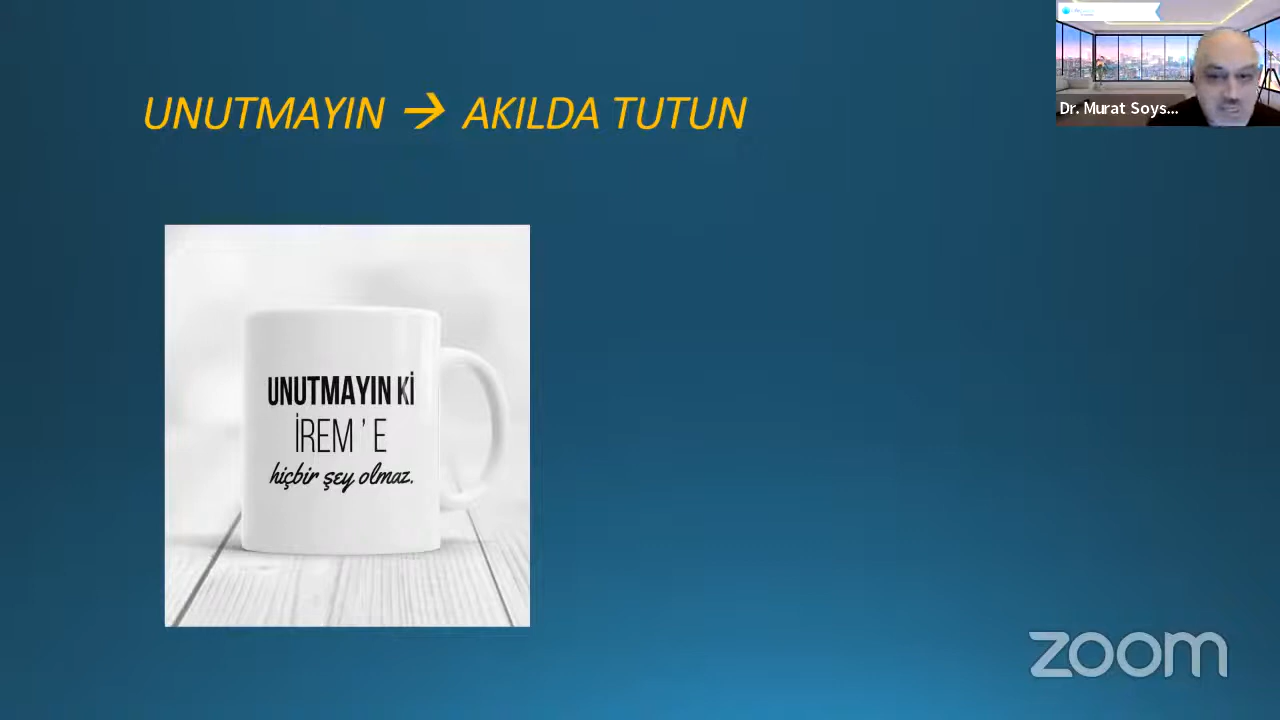 UNUTMAYIN → AKILDA TUTUN
Dr. Murat Soys...
UNUTMAYIN Kİ
İREM ' E
hiçbir şey olmaz.
zoom